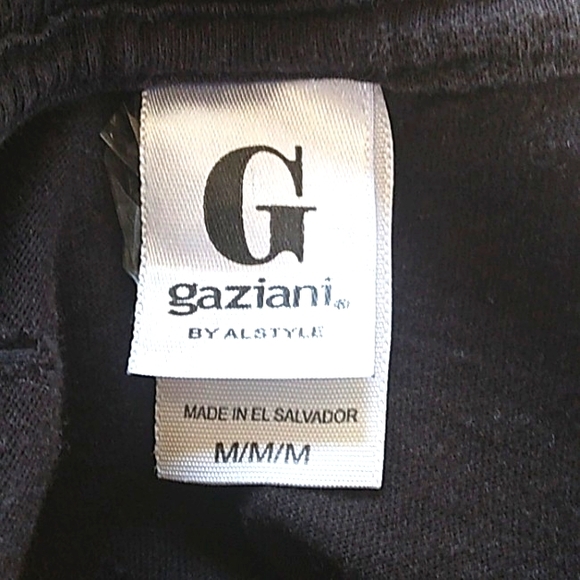 G
gaziani®
BY ALSTYLE
MADE IN EL SALVADOR
M/M/M